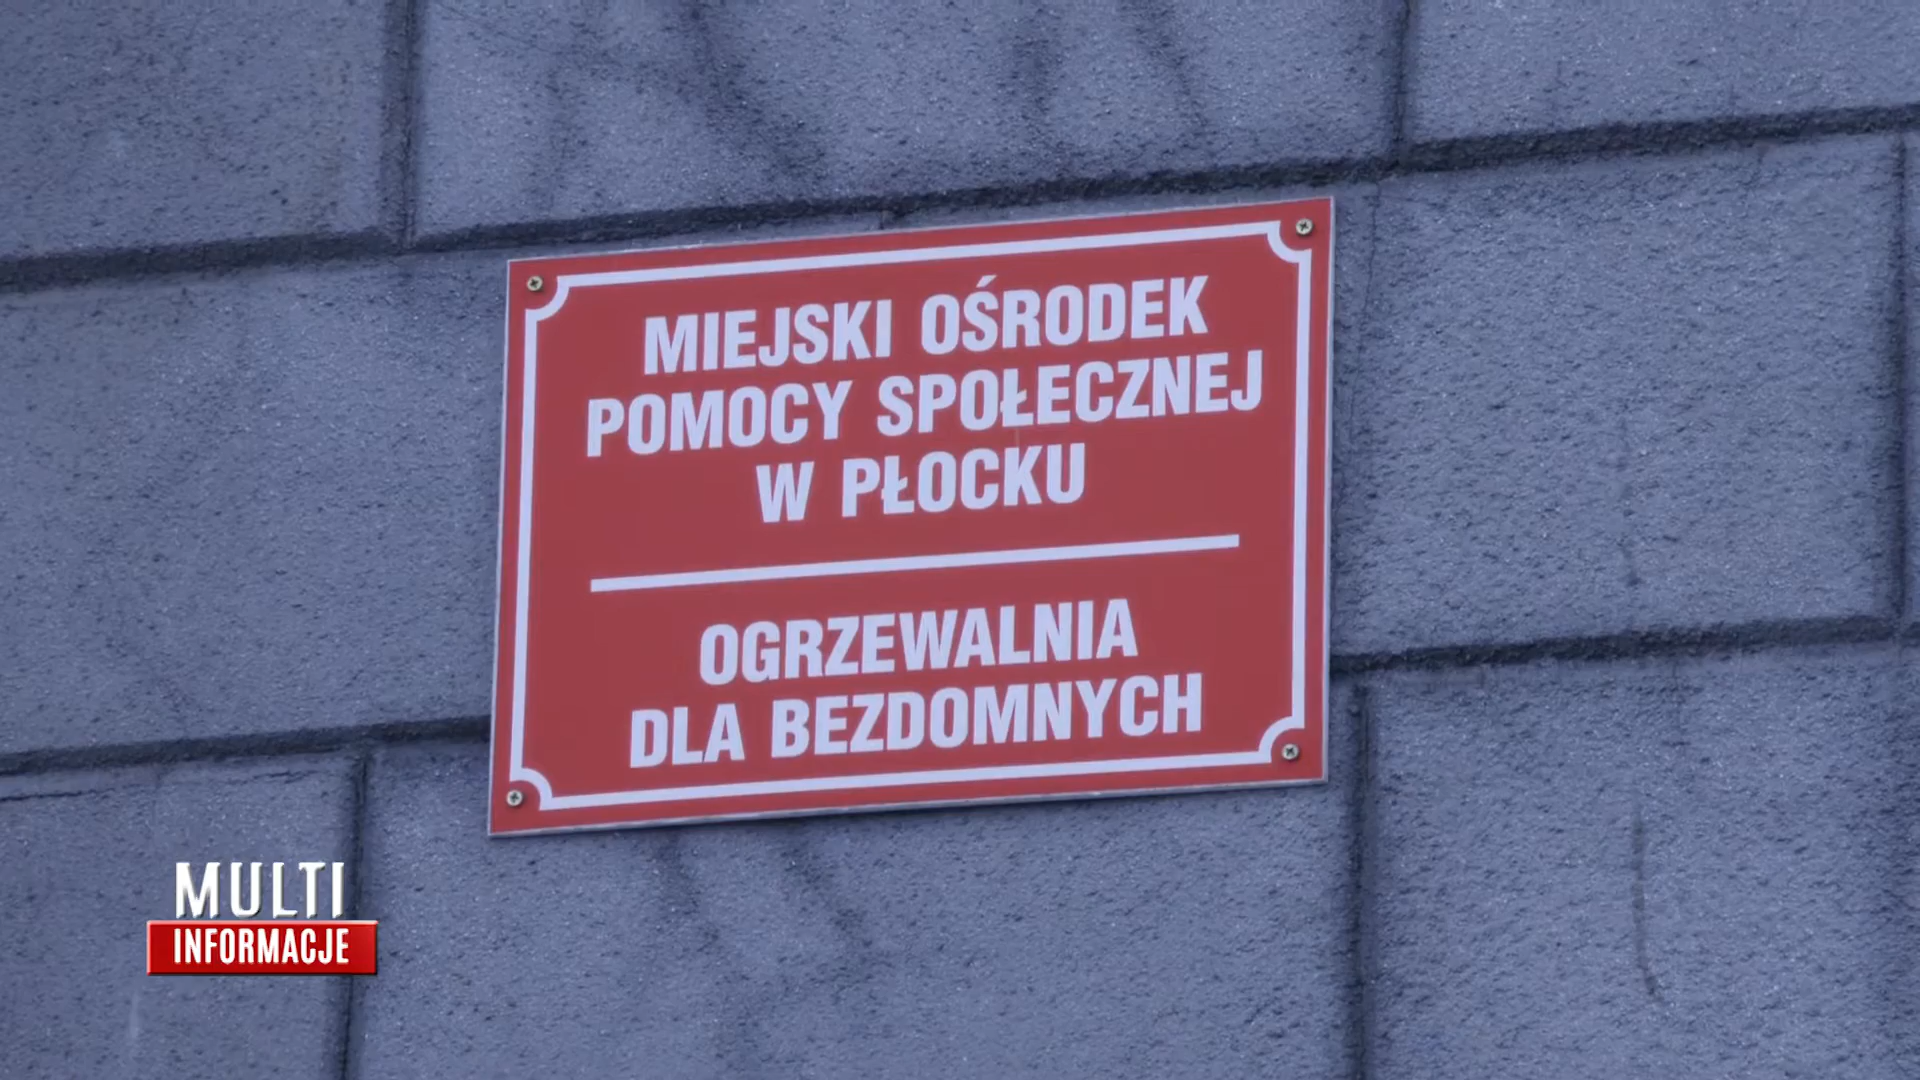 MIEJSKI OŚRODEK
POMOCY SPOŁECZNEJ
W PŁOCKU
OGRZEWALNIA
DLA BEZDOMNYCH
MULTI
INFORMACJE